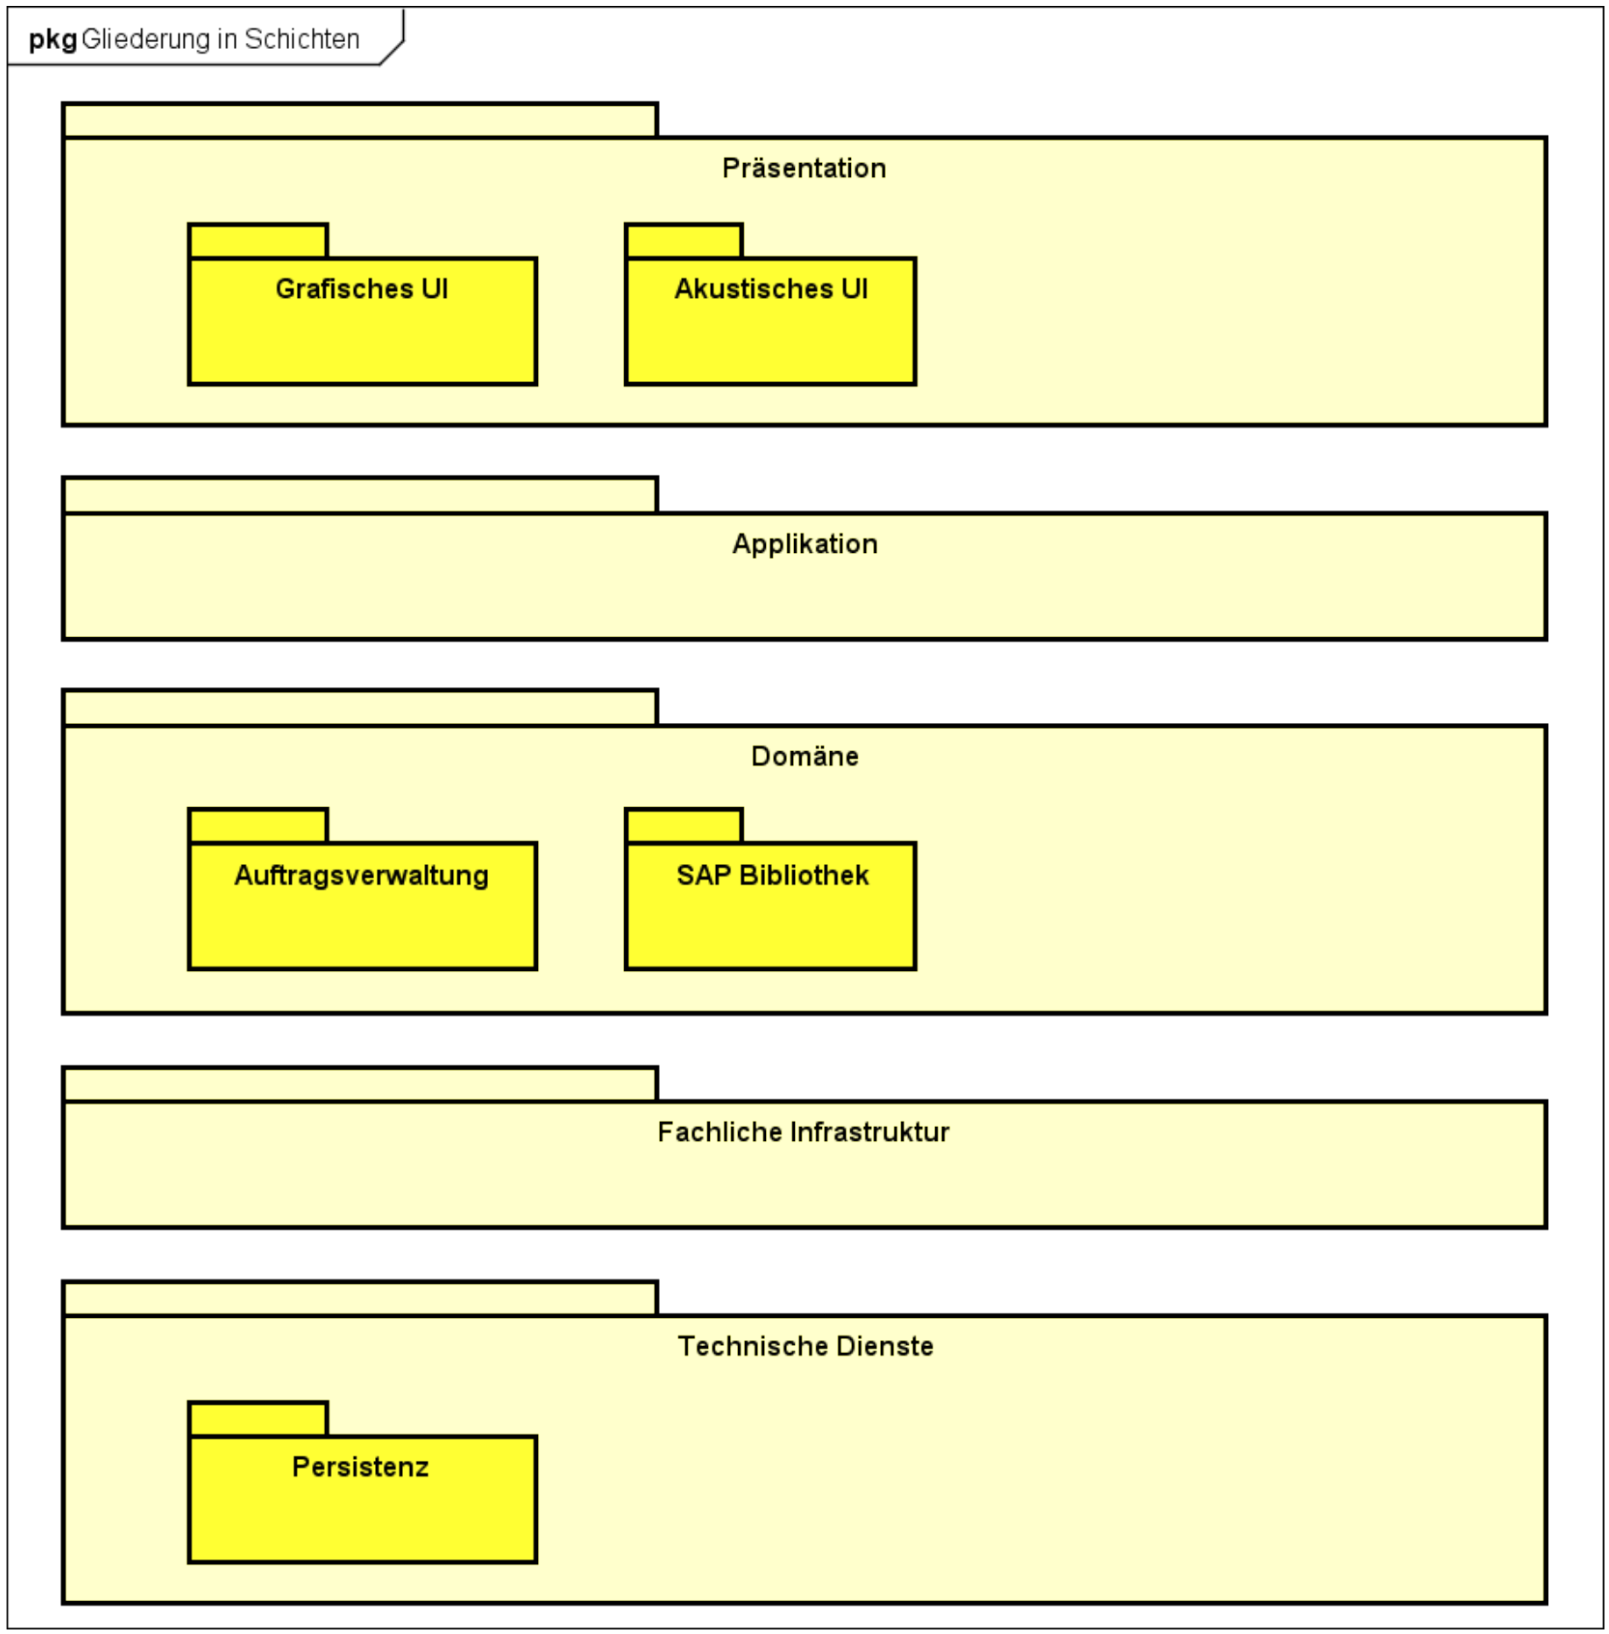 pkg Gliederung in Schichten
Präsentation
Grafisches UI
Akustisches UI
Applikation
Domäne
Auftragsverwaltung
SAP Bibliothek
Fachliche Infrastruktur
Technische Dienste
Persistenz